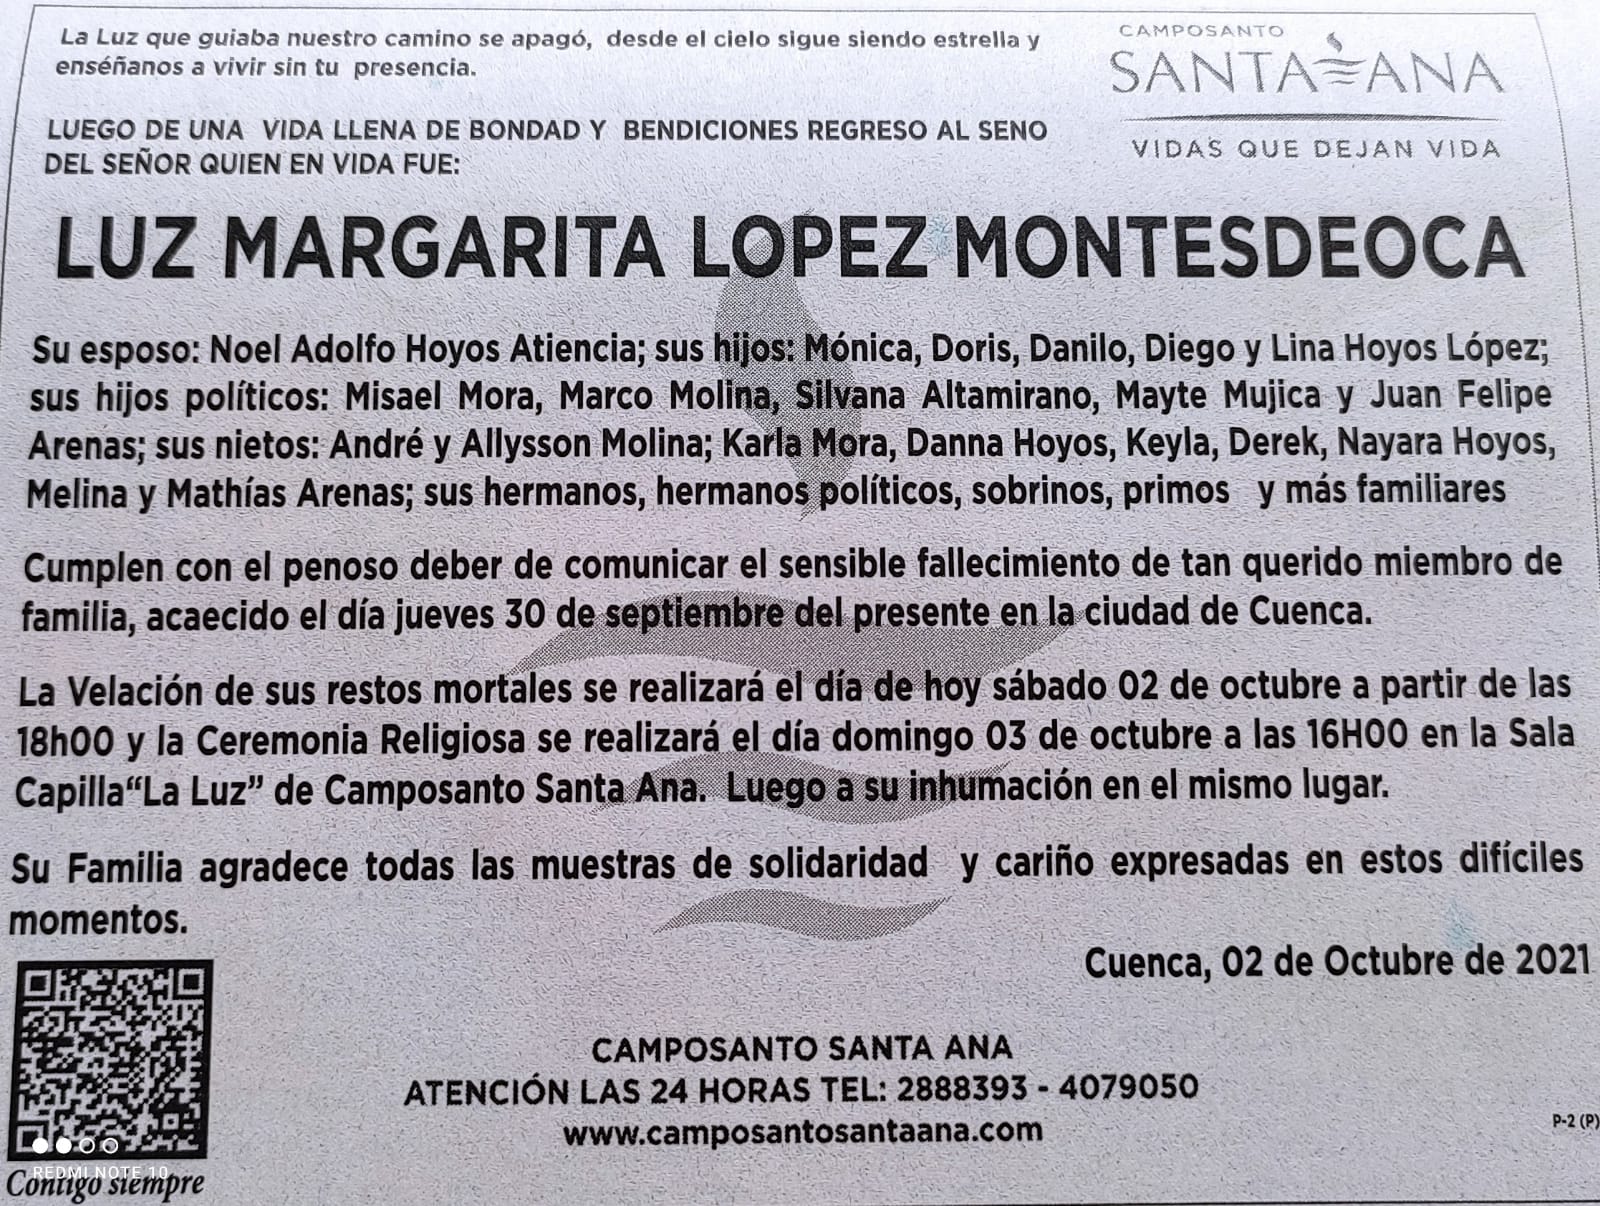 La Luz que guiaba nuestro camino se apagó, desde el cielo sigue siendo estrella y
enséñanos a vivir sin tu presencia.
CAMPOSANTO
SANTA ANA
VIDAS QUE DEJAN VIDA
LUEGO DE UNA VIDA LLENA DE BONDAD Y BENDICIONES REGRESO AL SENO
DEL SEÑOR QUIEN EN VIDA FUE:
LUZ MARGARITA LOPEZ MONTESDEOCA
Su esposo: Noel Adolfo Hoyos Atiencia; sus hijos: Mónica, Doris, Danilo, Diego y Lina Hoyos López;
sus hijos políticos: Misael Mora, Marco Molina, Silvana Altamirano, Mayte Mujica y Juan Felipe
Arenas; sus nietos: André y Allysson Molina; Karla Mora, Danna Hoyos, Keyla, Derek, Nayara Hoyos,
Melina y Mathías Arenas; sus hermanos, hermanos políticos, sobrinos, primos y más familiares
Cumplen con el penoso deber de comunicar el sensible fallecimiento de tan querido miembro de
familia, acaecido el día jueves 30 de septiembre del presente en la ciudad de Cuenca.
La Velación de sus restos mortales se realizará el día de hoy sábado 02 de octubre a partir de las
18h00 y la Ceremonia Religiosa se realizará el día domingo 03 de octubre a las 16H00 en la Sala
Capilla“La Luz” de Camposanto Santa Ana. Luego a su inhumación en el mismo lugar.
Su Familia agradece todas las muestras de solidaridad y cariño expresadas en estos difíciles
momentos.
Cuenca, 02 de Octubre de 2021
CAMPOSANTO SANTA ANA
ATENCIÓN LAS 24 HORAS TEL: 2888393 - 4079050
www.camposantosantaana.com
P-2 (P)
REDMI NOTE 10
Contigo siempre